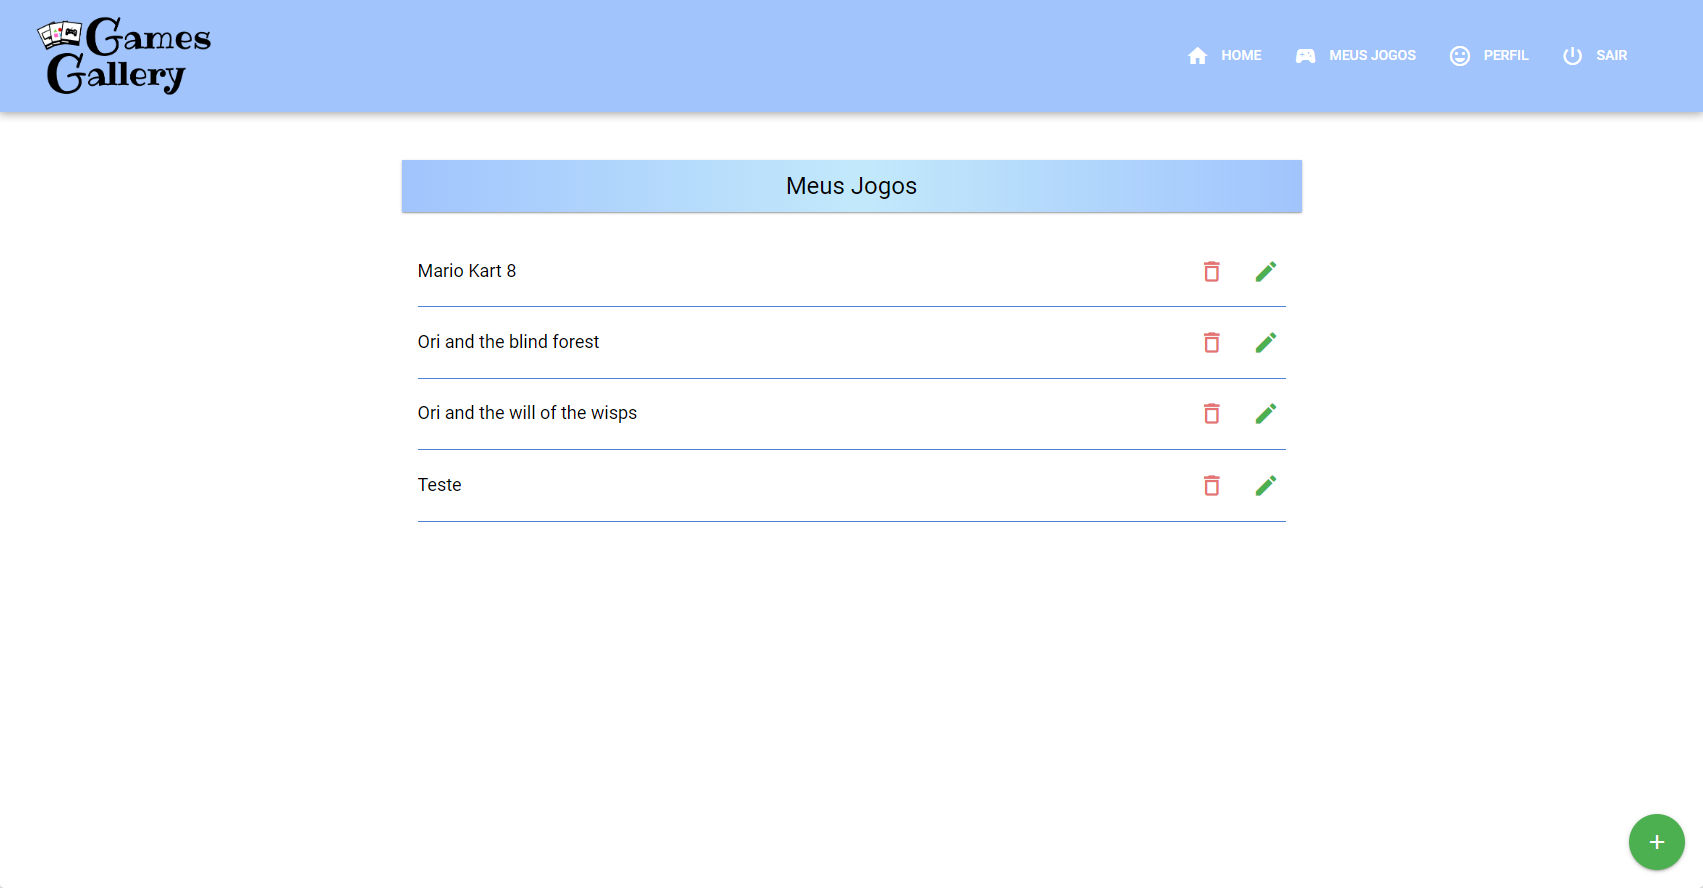 Games
Gallery
HOME
MEUS JOGOS
PERFIL
SAIR
Meus Jogos
Mario Kart 8
Ori and the blind forest
Ori and the will of the wisps
Teste
+